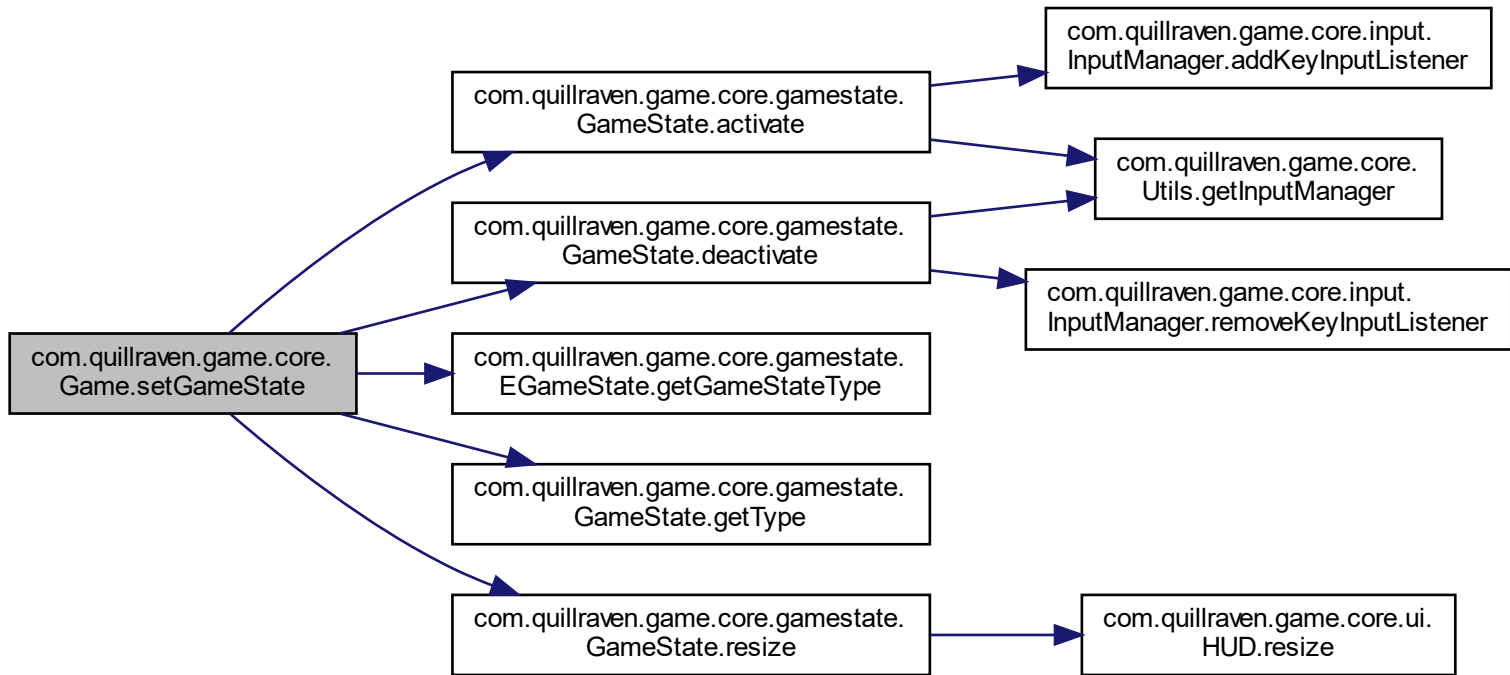 com.quillraven.game.core.
Game.setGameState
com.quillraven.game.core.gamestate.
GameState.activate
com.quillraven.game.core.gamestate.
GameState.deactivate
com.quillraven.game.core.gamestate.
EGameState.getGameStateType
com.quillraven.game.core.gamestate.
GameState.getType
com.quillraven.game.core.gamestate.
GameState.resize
com.quillraven.game.core.input.
InputManager.addKeyInputListener
com.quillraven.game.core.
Utils.getInputManager
com.quillraven.game.core.input.
InputManager.removeKeyInputListener
com.quillraven.game.core.ui.
HUD.resize